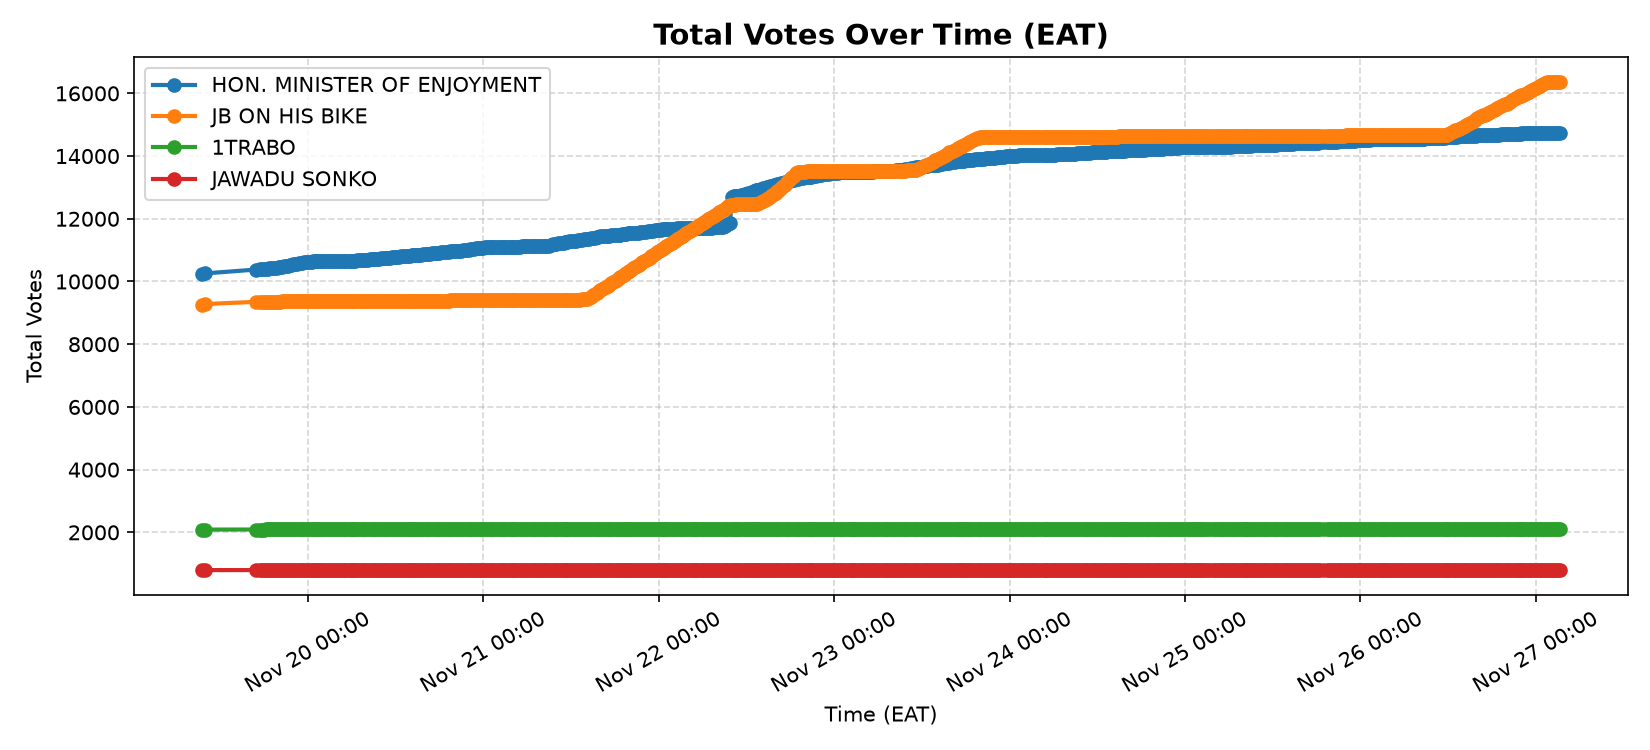 Total Votes Over Time (EAT)
HON. MINISTER OF ENJOYMENT
JB ON HIS BIKE
1TRABO
JAWADU SONKO
Total Votes
16000
14000
12000
10000
8000
6000
4000
2000
Nov 20 00:00
Nov 21 00:00
Nov 22 00:00
Nov 23 00:00
Nov 24 00:00
Nov 25 00:00
Nov 26 00:00
Nov 27 00:00
Time (EAT)